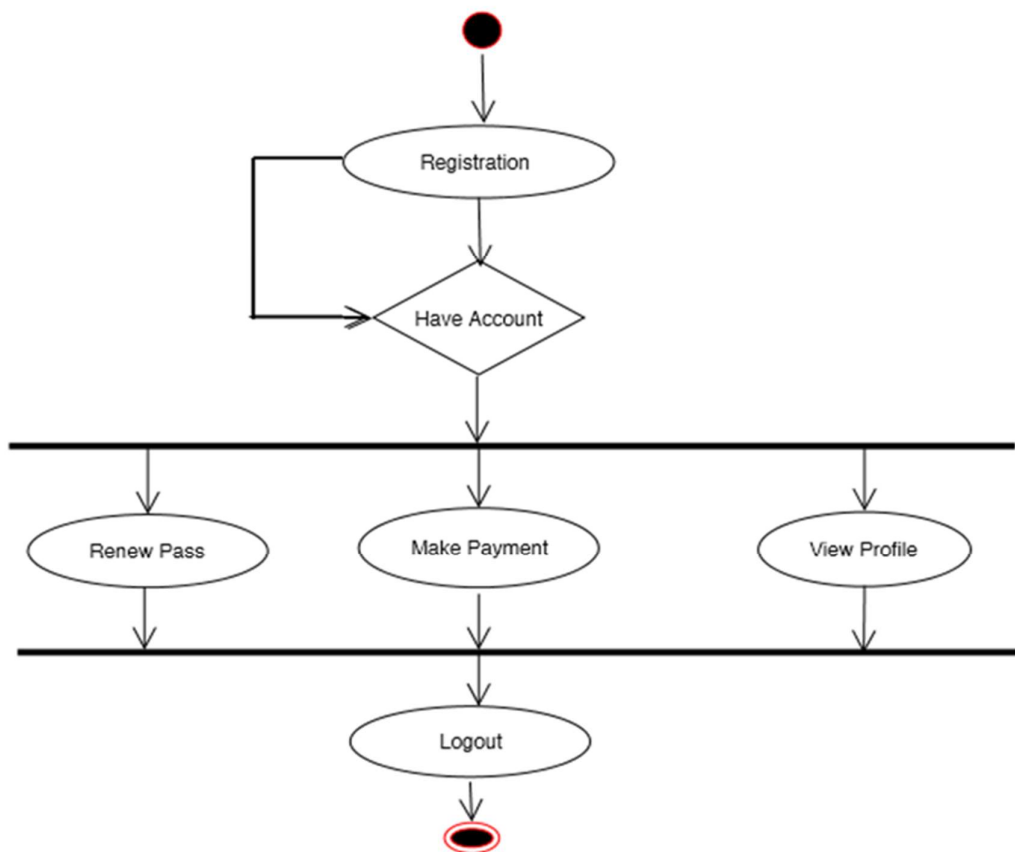 Registration
Have Account
Renew Pass
Make Payment
View Profile
Logout